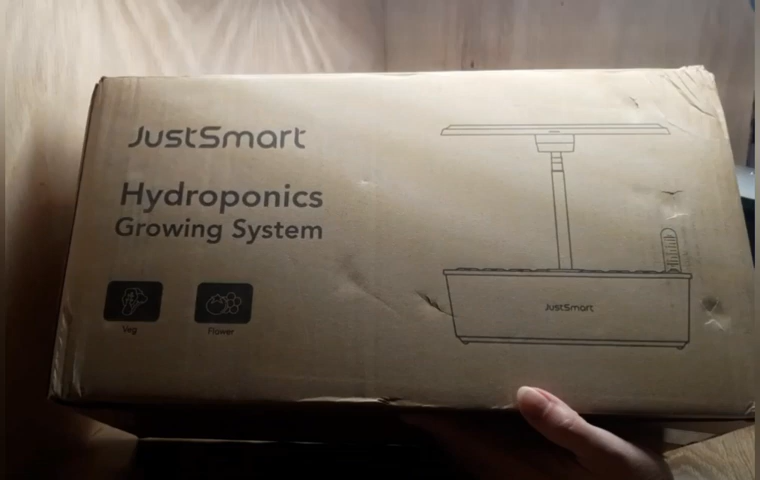 JustSmart
Hydroponics
Growing System
Veg
Flower
JustSmart